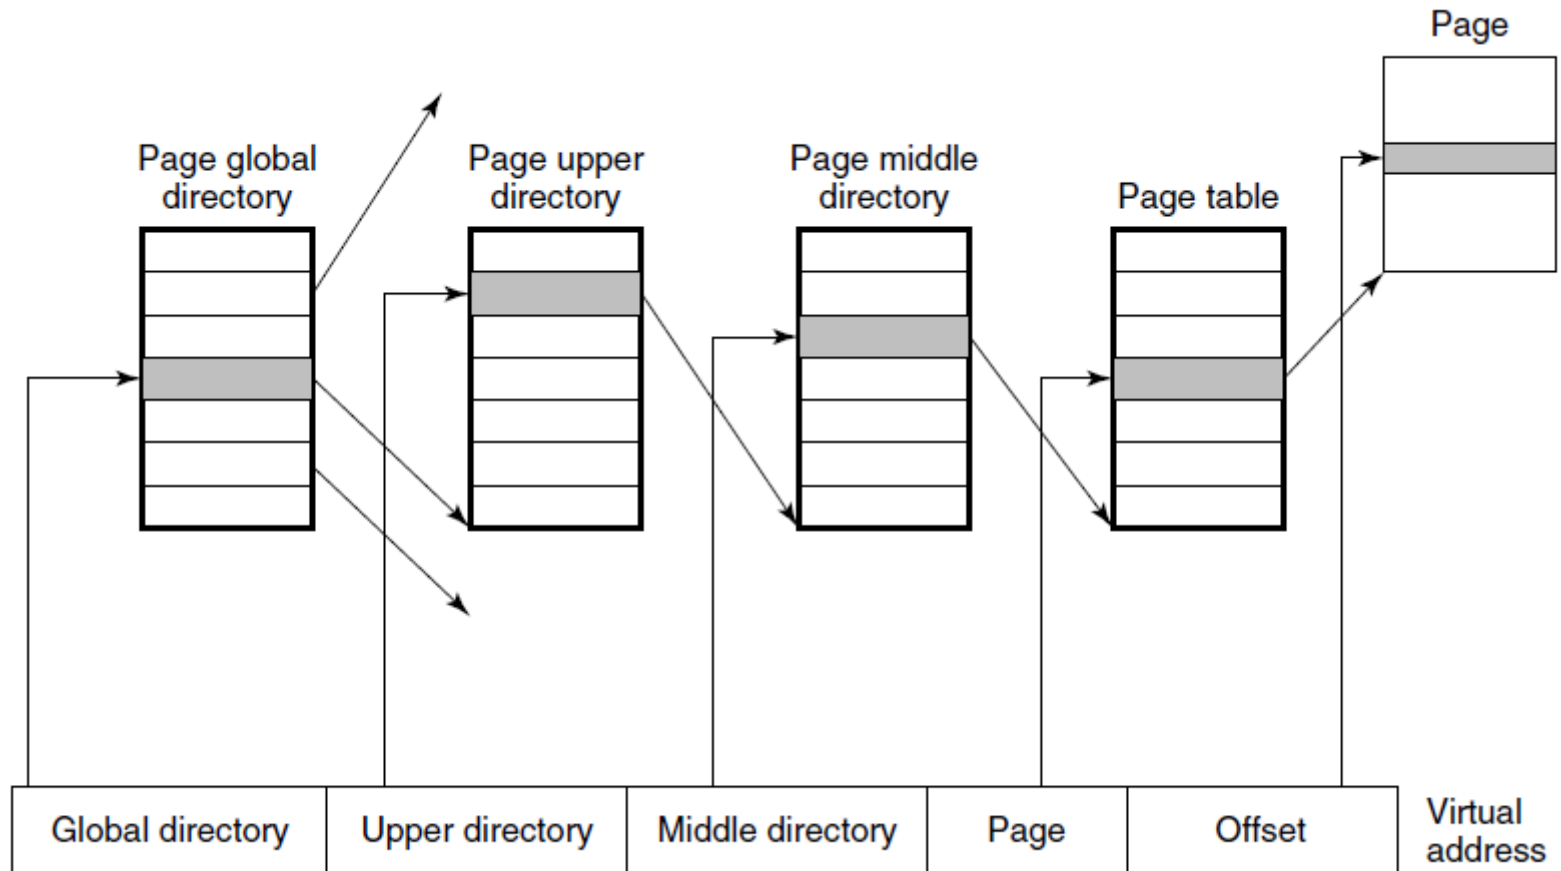 Page
Page global
directory
Page upper
directory
Page middle
directory
Page table
Global directory
Upper directory
Middle directory
Page
Offset
Virtual
address